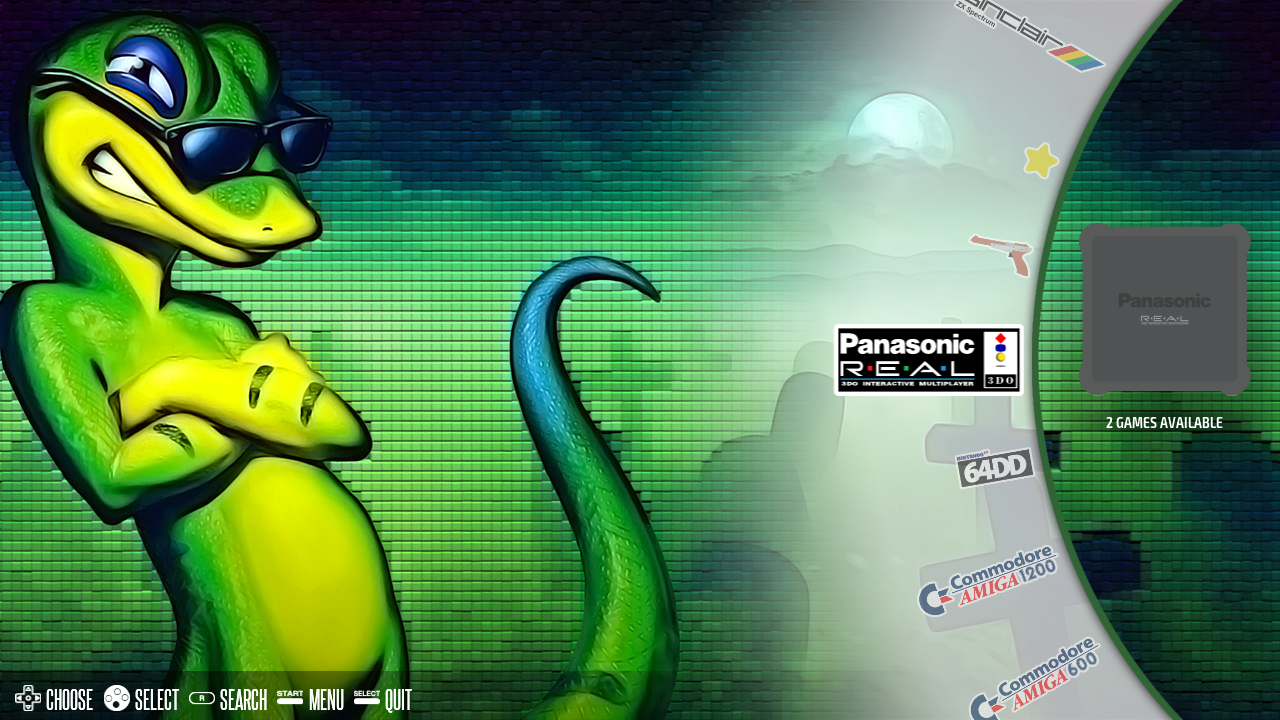 sinclair
ZX Spectrum
Panasonic
R·E·A·L
3DO INTERACTIVE MULTIPLAYER
3DO
Panasonic
R·E·A·L
2 GAMES AVAILABLE
NINTENDO
64DD
Commodore
AMIGA 1200
Commodore
AMIGA 600
CHOOSE
SELECT
R
SEARCH
START
MENU
SELECT
QUIT